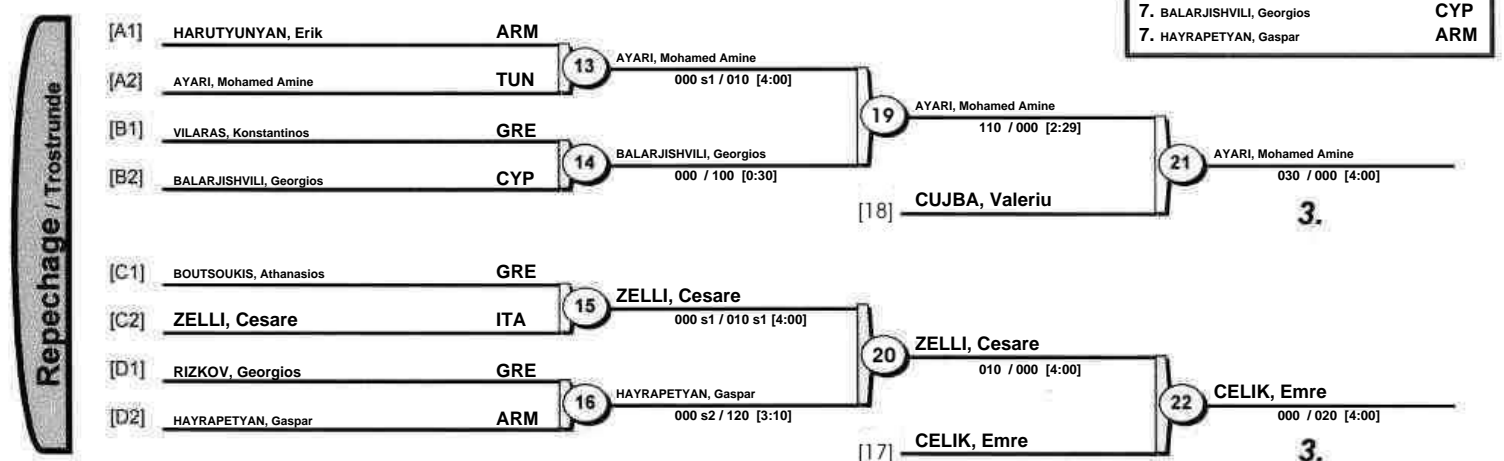 7. BALARJISHVILI, Georgios CYP
7. HAYRAPETYAN, Gaspar ARM
Repechage / Trostrunde
[A1] HARUTYUNYAN, Erik ARM
13
AYARI, Mohamed Amine
000 s1 / 010 [4:00]
[A2] AYARI, Mohamed Amine TUN
19
AYARI, Mohamed Amine
110 / 000 [2:29]
[B1] VILARAS, Konstantinos GRE
14
BALARJISHVILI, Georgios
000 / 100 [0:30]
[B2] BALARJISHVILI, Georgios CYP
21
AYARI, Mohamed Amine
030 / 000 [4:00]
[18] CUJBA, Valeriu
3.
[C1] BOUTSOUKIS, Athanasios GRE
15
ZELLI, Cesare
000 s1 / 010 s1 [4:00]
[C2] ZELLI, Cesare ITA
20
ZELLI, Cesare
010 / 000 [4:00]
[D1] RIZKOV, Georgios GRE
16
HAYRAPETYAN, Gaspar
000 s2 / 120 [3:10]
[D2] HAYRAPETYAN, Gaspar ARM
22
CELIK, Emre
000 / 020 [4:00]
[17] CELIK, Emre
3.